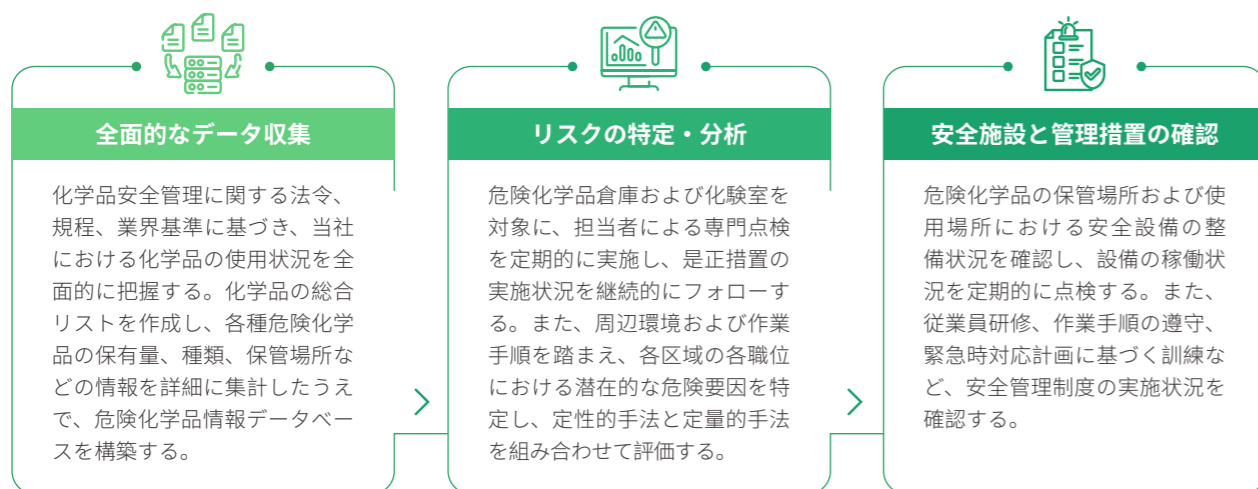 全面的なデータ収集
化学品安全管理に関する法令、
規程、業界基準に基づき、当社
における化学品の使用状況を全
面的に把握する。化学品の総合
リストを作成し、各種危険化学
品の保有量、種類、保管場所な
どの情報を詳細に集計したうえ
で、危険化学品情報データベー
スを構築する。
リスクの特定・分析
危険化学品倉庫および化験室を
対象に、担当者による専門点検
を定期的に実施し、是正措置の
実施状況を継続的にフォローす
る。また、周辺環境および作業
手順を踏まえ、各区域の各職位
における潜在的な危険要因を特
定し、定性的手法と定量的手法
を組み合わせて評価する。
安全施設と管理措置の確認
危険化学品の保管場所および使
用場所における安全設備の整
備状況を確認し、設備の稼働状
況を定期的に点検する。また、
従業員研修、作業手順の遵守、
緊急時対応計画に基づく訓練な
ど、安全管理制度の実施状況を
確認する。